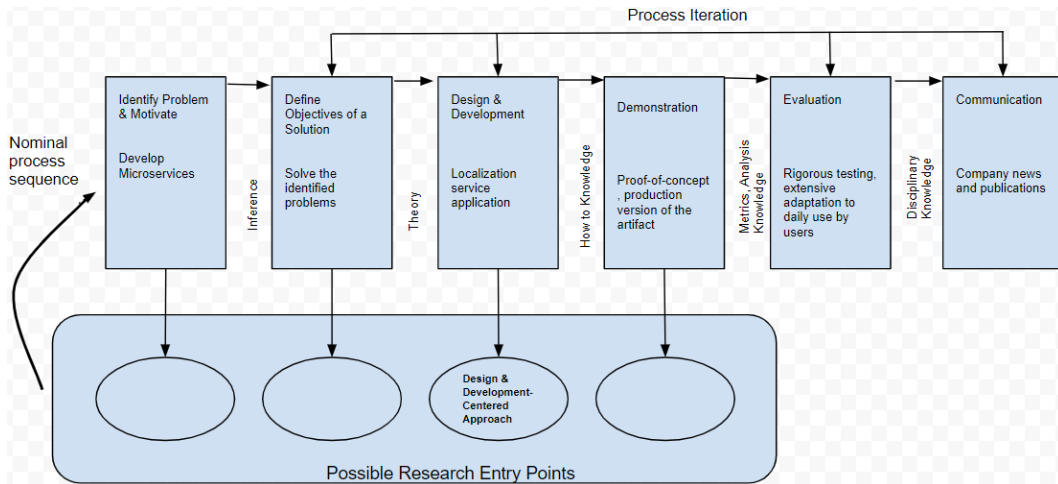 Process Iteration
Nominal
process
sequence
Identify Problem
& Motivate
Develop
Microservices
Inference
Define
Objectives of a
Solution
Solve the
identified
problems
Theory
Design &
Development
Localization
service
application
How to Knowledge
Demonstration
Proof-of-concept
, production
version of the
artifact
Metrics, Analysis
Knowledge
Evaluation
Rigorous testing,
extensive
adaptation to
daily use by
users
Disciplinary
Knowledge
Communication
Company news
and publications
Design &
Development-
Centered
Approach
Possible Research Entry Points